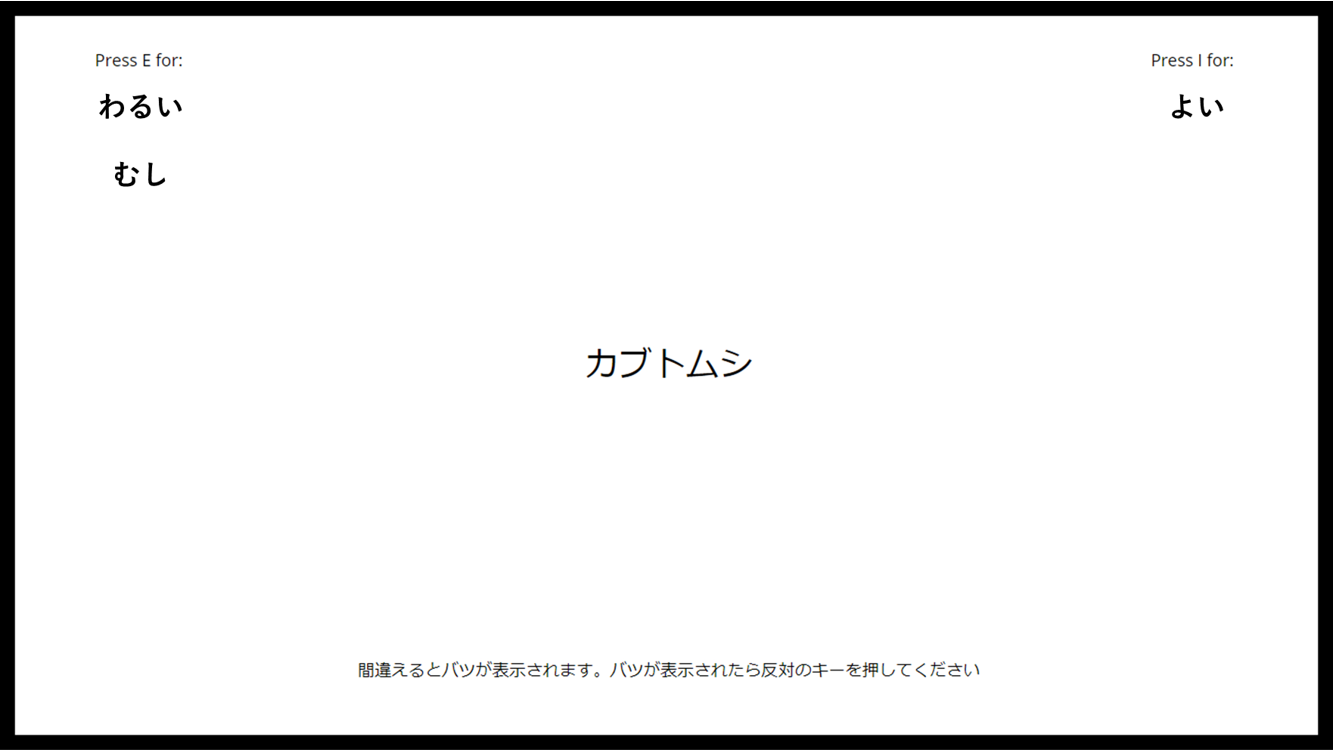 Press E for:
Press I for:
わるい
よい
むし
カブトムシ
間違えるとバツが表示されます。バツが表示されたら反対のキーを押してください